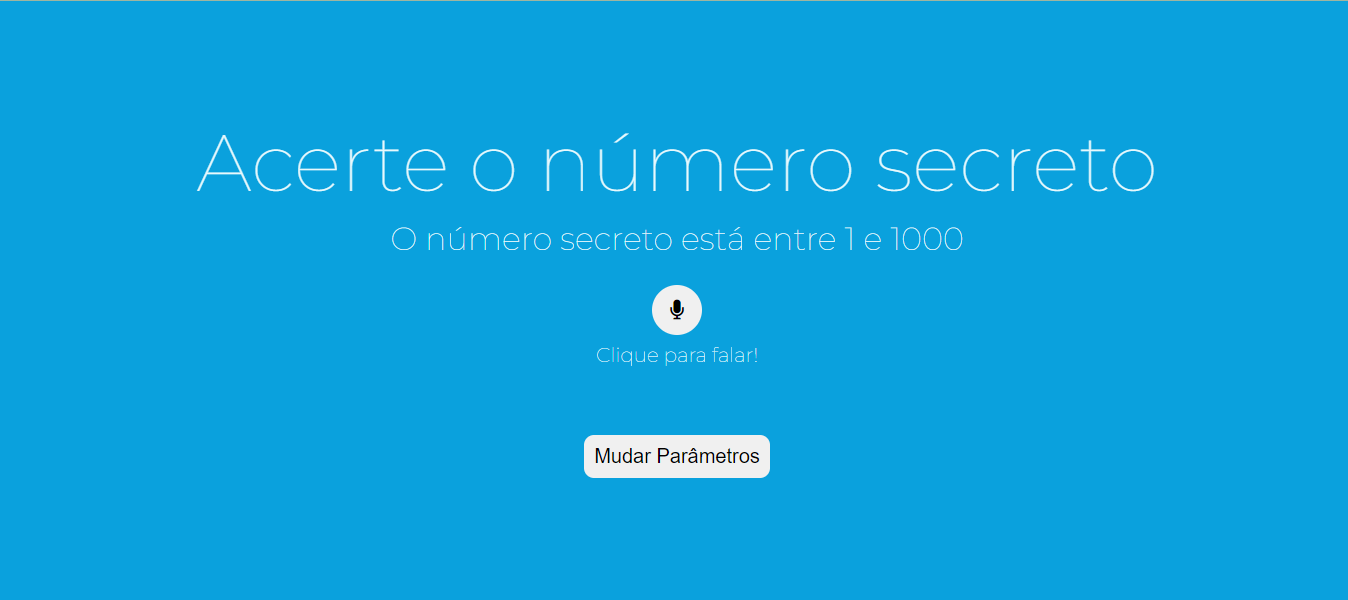 Acerte o número secreto
O número secreto está entre 1 e 1000
Clique para falar!
Mudar Parâmetros